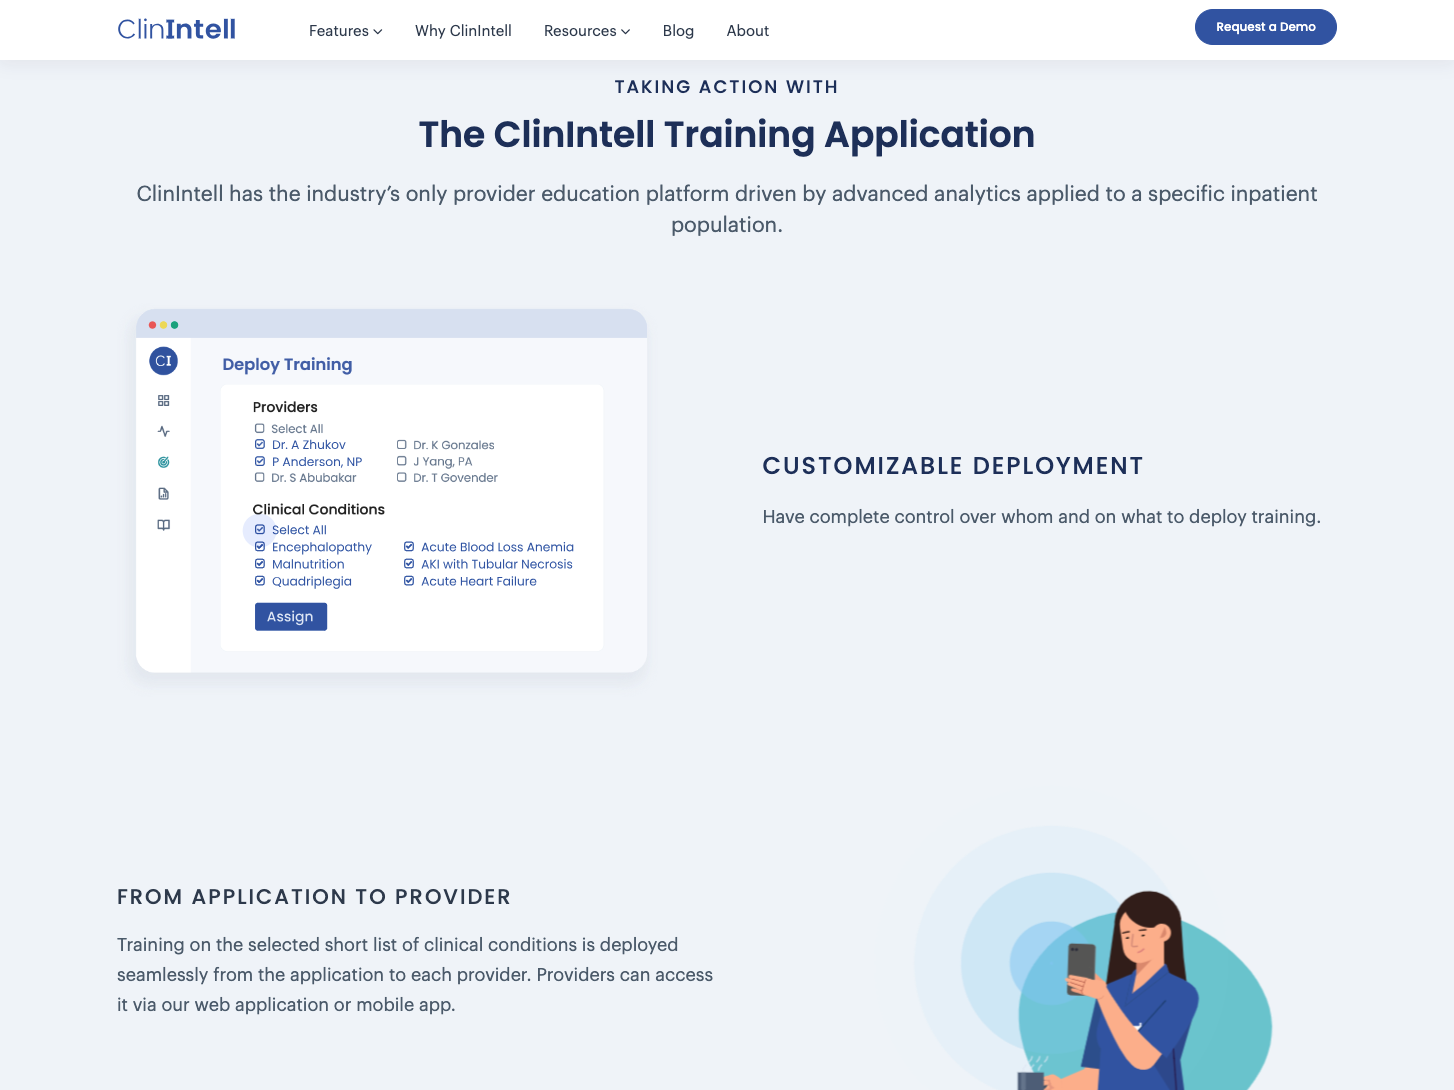 ClinIntell
Features
Why ClinIntell
Resources
Blog
About
Request a Demo
TAKING ACTION WITH
The ClinIntell Training Application
ClinIntell has the industry's only provider education platform driven by advanced analytics applied to a specific inpatient
population.
CI
Deploy Training
Providers
Select All
Dr. A Zhukov
Dr. K Gonzales
P Anderson, NP
J Yang, PA
Dr. S Abubakar
Dr. T Govender
Clinical Conditions
Select All
Encephalopathy
Acute Blood Loss Anemia
Malnutrition
AKI with Tubular Necrosis
Quadriplegia
Acute Heart Failure
Assign
CUSTOMIZABLE DEPLOYMENT
Have complete control over whom and on what to deploy training.
FROM APPLICATION TO PROVIDER
Training on the selected short list of clinical conditions is deployed
seamlessly from the application to each provider. Providers can access
it via our web application or mobile app.